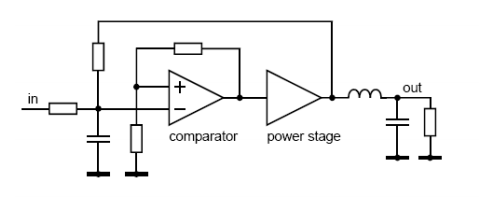 out
in
+
−
comparator
power stage